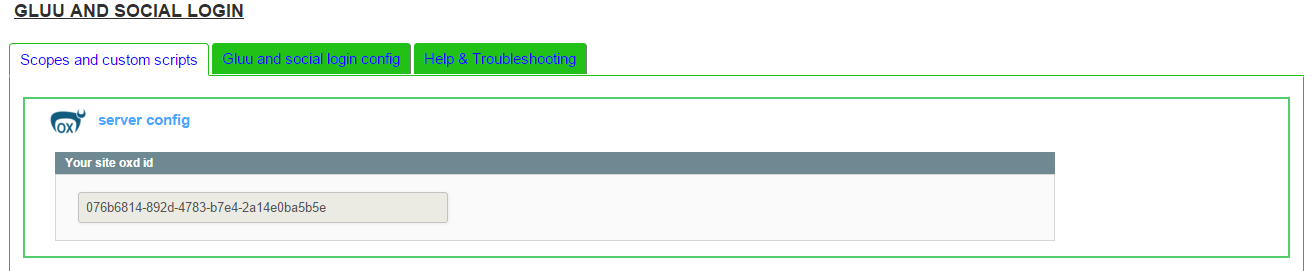 GLUU AND SOCIAL LOGIN
Scopes and custom scripts Gluu and social login config Help & Troubleshooting
OX server config
Your site oxd id
076b6814-892d-4783-b7e4-2a14e0ba5b5e